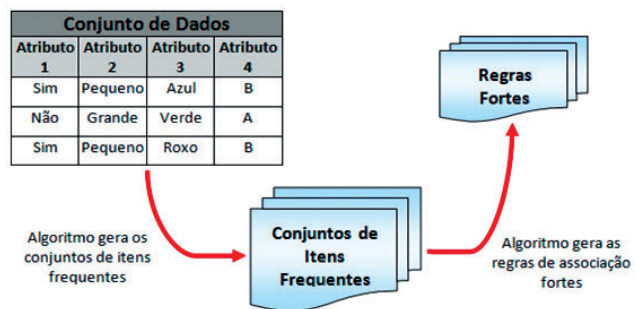 Conjunto de Dados
Atributo 1 Atributo 2 Atributo 3 Atributo 4
Sim Pequeno Azul B
Não Grande Verde A
Sim Pequeno Roxo B
Regras
Fortes
Algoritmo gera os
conjuntos de itens
frequentes
Conjuntos de
Itens
Frequentes
Algoritmo gera as
regras de associação
fortes